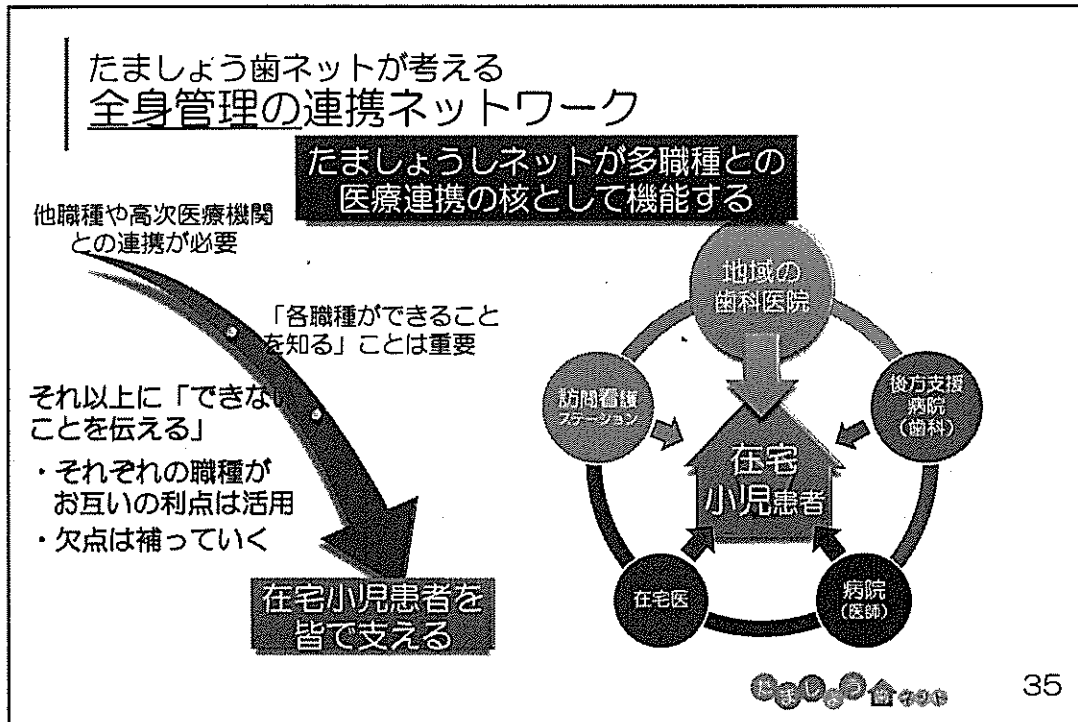 たましょう歯ネットが考える
全身管理の連携ネットワーク
たましょうしネットが多職種との
医療連携の核として機能する
他職種や高次医療機関
との連携が必要
「各職種ができること
を知る」ことは重要
それ以上に「できない
ことを伝える」
・それぞれの職種が
お互いの利点は活用
・欠点は補っていく
在宅小児患者を
皆で支える
地域の
歯科医院
訪問看護
ステーション
後方支援
病院
(歯科)
在宅
小児患者
在宅医
病院
(医師)
たましょう歯ネット
35